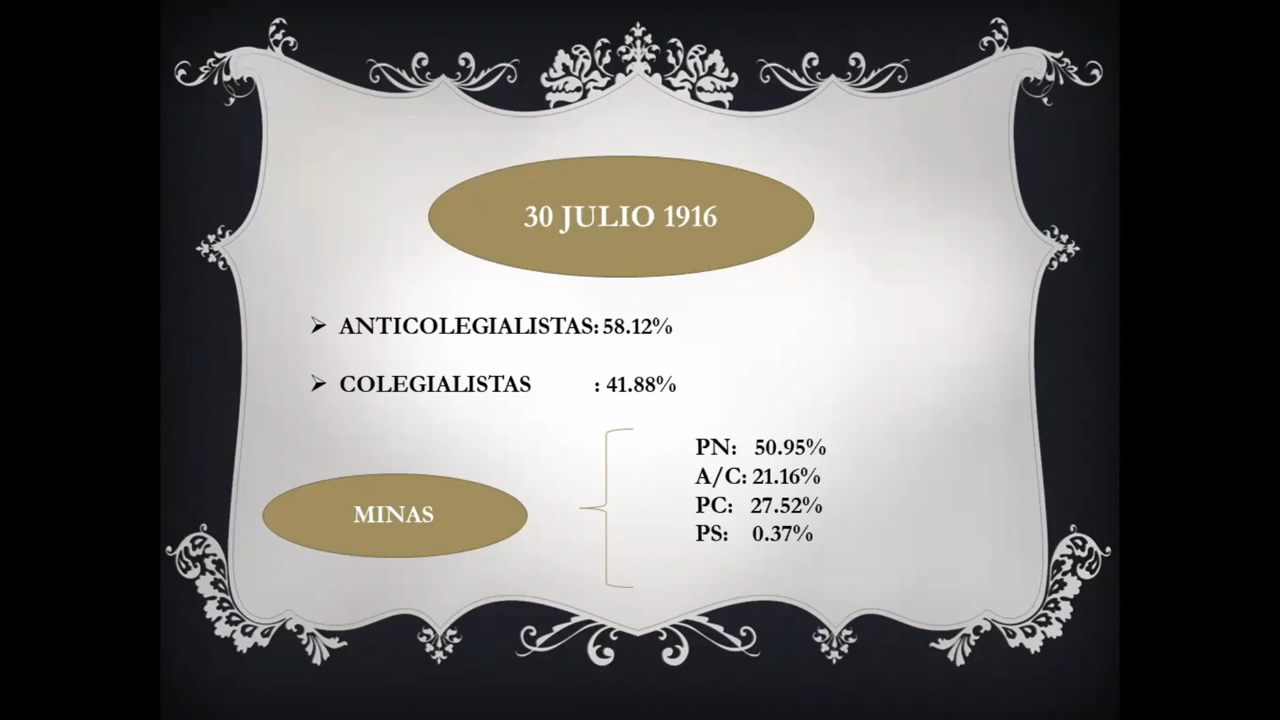 30 JULIO 1916
ANTICOLEGIALISTAS: 58.12%
COLEGIALISTAS : 41.88%
MINAS
PN: 50.95%
A/C: 21.16%
PC: 27.52%
PS: 0.37%